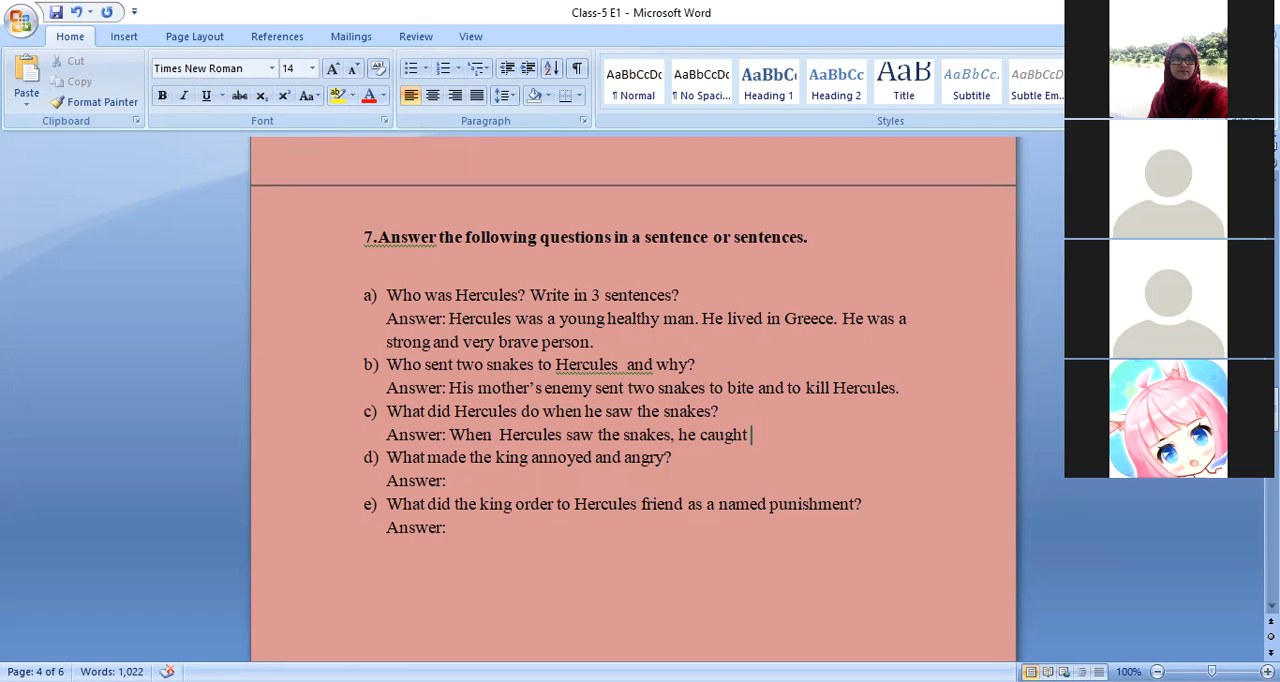 Class-5 E1 - Microsoft Word
Home Insert Page Layout References Mailings Review View
Cut
Copy
Format Painter
Paste
Clipboard
Times New Roman 14
Font
Paragraph
AaBbCcDc AaBbCcDc AaBbC AaBbCc AaB AaBbCc. AaBbCcDc
¶ Normal ¶ No Spaci... Heading 1 Heading 2 Title Subtitle Subtle Em...
Styles
7.Answer the following questions in a sentence or sentences.
a) Who was Hercules? Write in 3 sentences?
Answer: Hercules was a young healthy man. He lived in Greece. He was a
strong and very brave person.
b) Who sent two snakes to Hercules and why?
Answer: His mother's enemy sent two snakes to bite and to kill Hercules.
c) What did Hercules do when he saw the snakes?
Answer: When Hercules saw the snakes, he caught
d) What made the king annoyed and angry?
Answer:
e) What did the king order to Hercules friend as a named punishment?
Answer:
Page: 4 of 6 Words: 1,022 100%